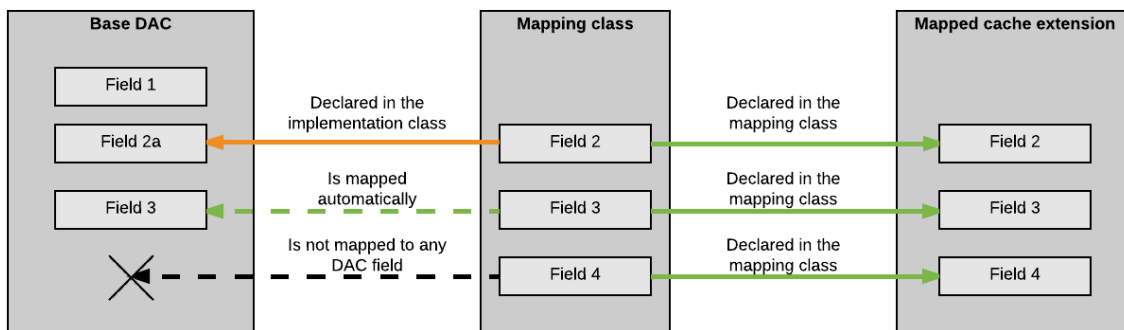 Base DAC
Mapping class
Mapped cache extension
Field 1
Declared in the
implementation class
Declared in the
mapping class
Field 2a
Field 2
Field 2
Is mapped
automatically
Declared in the
mapping class
Field 3
Field 3
Field 3
Is not mapped to any
DAC field
Declared in the
mapping class
Field 4
Field 4